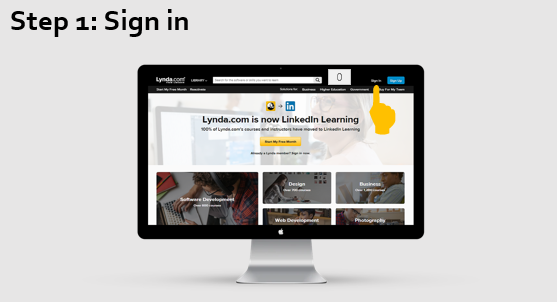 Step 1: Sign in
Lynda.com
LIBRARY
Search for the software or skills you want to learn
0
Sign in
Sign Up
Start My Free Month
Reactivate
Solutions for:
Business
Higher Education
Government
Buy For My Team
Lynda.com is now LinkedIn Learning
100% of Lynda.com's courses and instructors have moved to LinkedIn Learning
Start My Free Month
Already a Lynda member? Sign in now
Software Development
Design
Business
Web Development
Photography